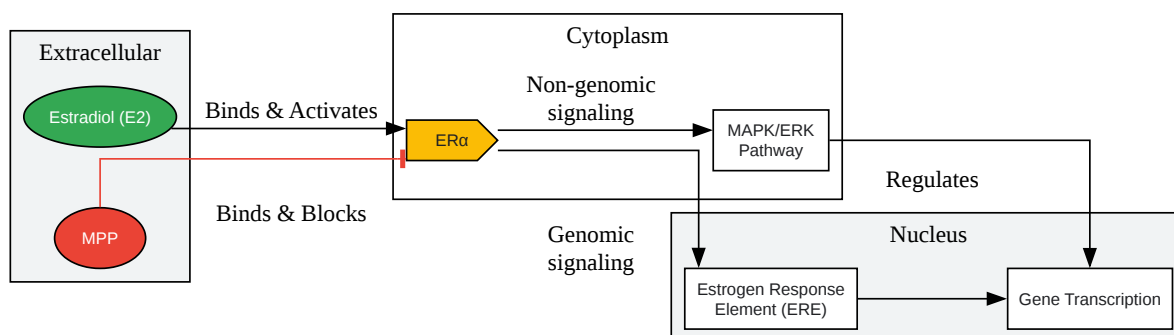 Extracellular
Estradiol (E2)
MPP
Binds & Activates
Binds & Blocks
Cytoplasm
ERα
Non-genomic
signaling
MAPK/ERK
Pathway
Regulates
Genomic
signaling
Nucleus
Estrogen Response
Element (ERE)
Gene Transcription